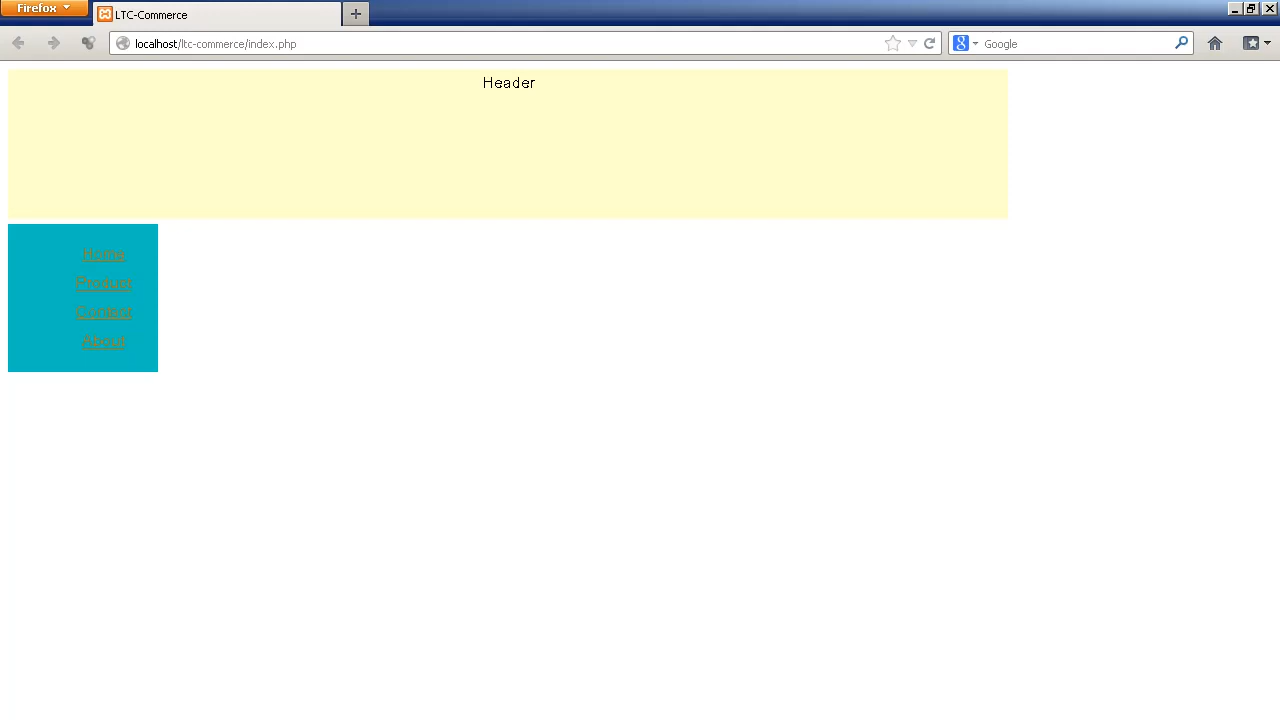 Firefox
LTC-Commerce
localhost/ltc-commerce/index.php
Google
Header
Home
Product
Contact
About